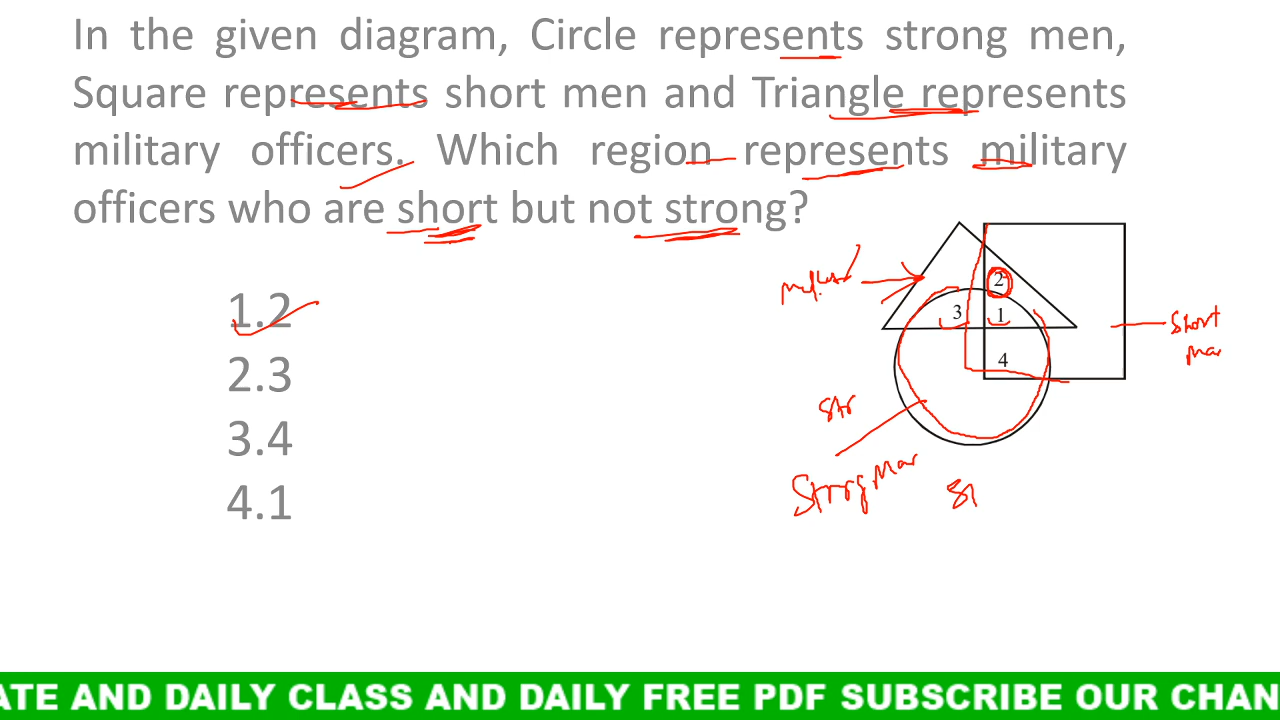 In the given diagram, Circle represents strong men,
Square represents short men and Triangle represents
military officers. Which region represents military
officers who are short but not strong?
1.2
2.3
3.4
4.1
2
3
1
4
Short
Strong
ATE AND DAILY CLASS AND DAILY FREE PDF SUBSCRIBE OUR CHAN